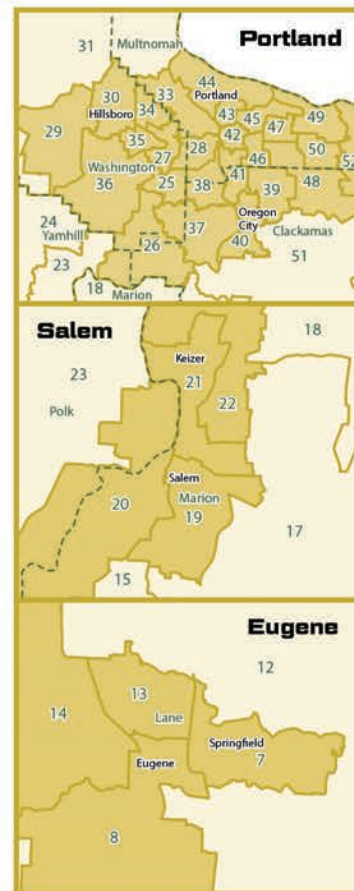 Portland
31
Multnomah
44
30
33
Portland
Hillsboro
34
43
45
49
29
35
42
47
Washington
27
28
46
50
52
36
25
38
41
39
48
24
37
Oregon
City
Yamhill
26
40
Clackamas
23
51
18
Marion
Salem
18
23
Keizer
21
Polk
22
Salem
20
Marion
19
17
15
Eugene
12
13
14
Lane
Springfield
7
Eugene
8